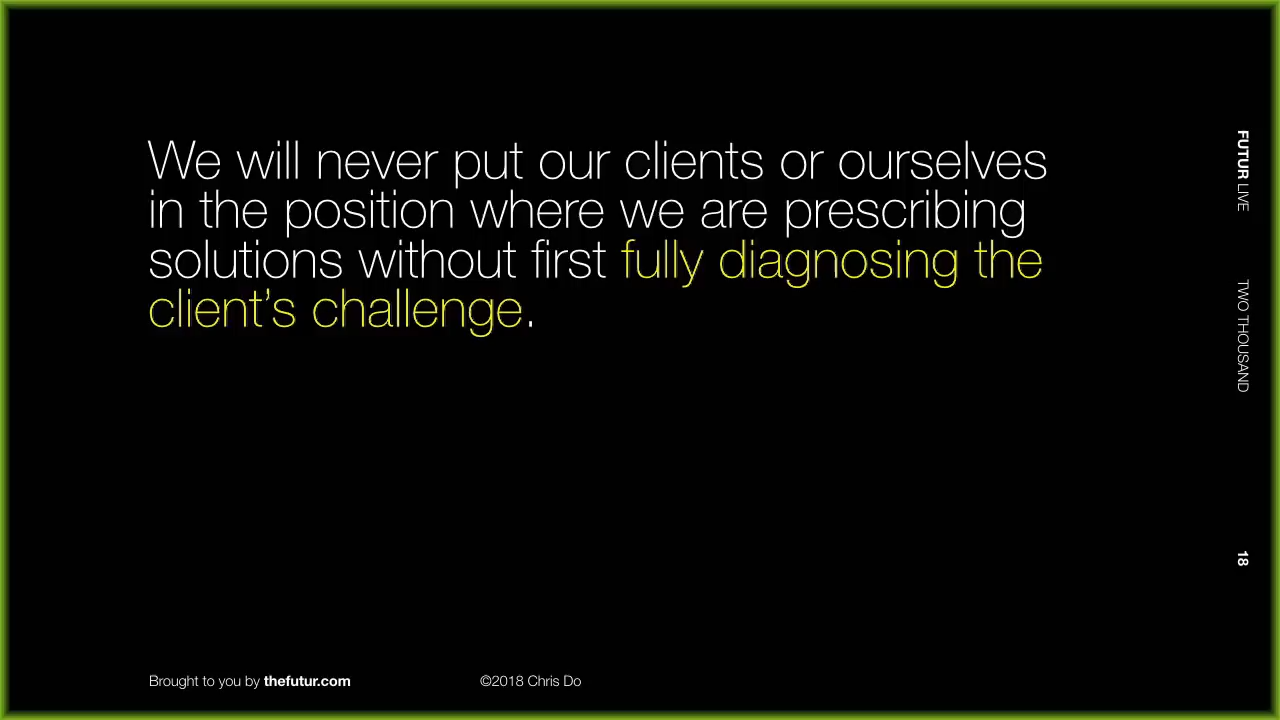 We will never put our clients or ourselves
in the position where we are prescribing
solutions without first fully diagnosing the
client’s challenge.
FUTUR LIVE
TWO THOUSAND
18
Brought to you by thefutur.com
©2018 Chris Do